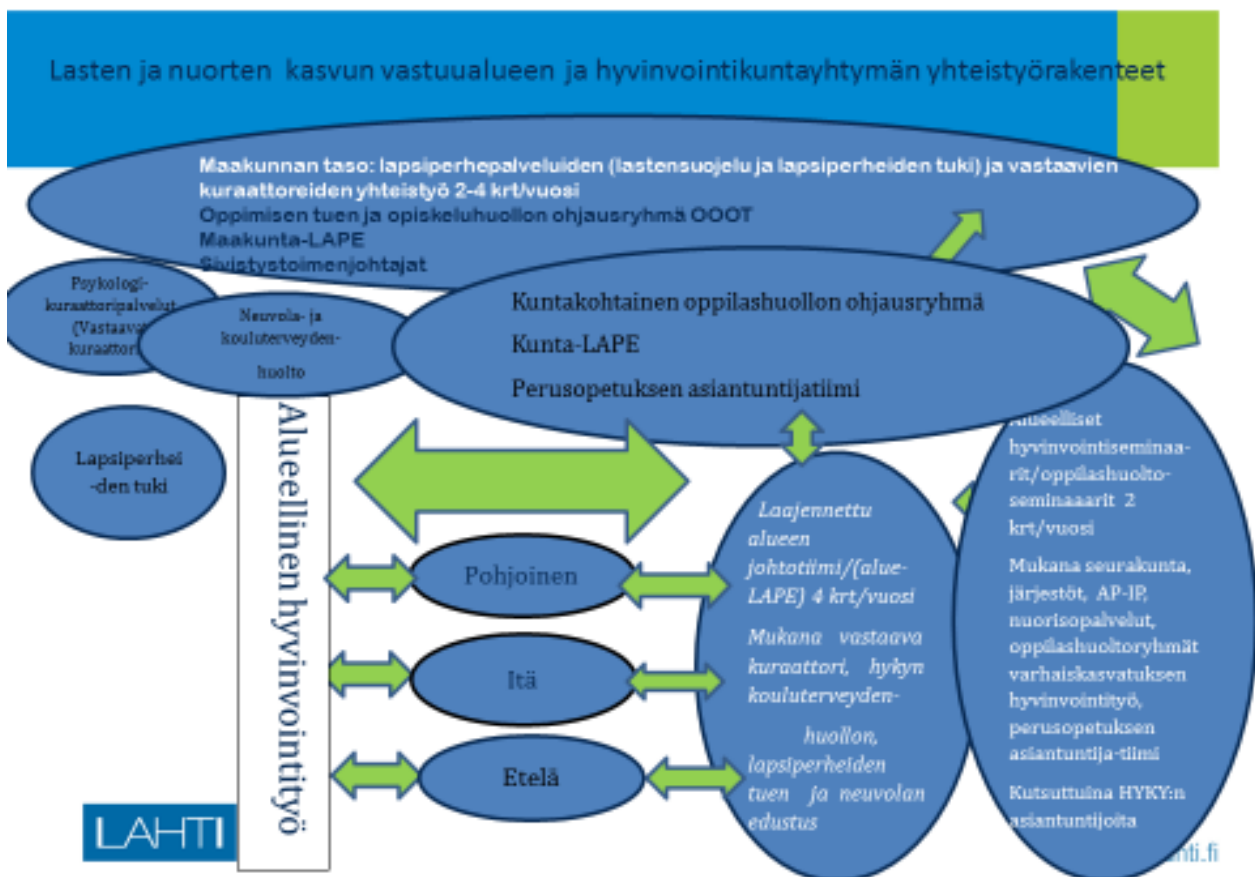 Lasten ja nuorten kasvun vastuualueen ja hyvinvointikuntayhtymän yhteistyörakenteet
Maakunnan taso: lapsiperhepalveluiden (lastensuojelu ja lapsiperheiden tuki) ja vastaavien
kuraattoreiden yhteistyö 2-4 krt/vuosi
Oppimisen tuen ja opiskeluhuollon ohjausryhmä OOOT
Maakunta-LAPE
Sivistystoimenjohtajat
Psykologi-
kuraattoripalvelut
(Vastaava
kuraattori
Neuvola- ja
kouluterveyden-
huolto
Kuntakohtainen oppilashuollon ohjausryhmä
Kunta-LAPE
Perusopetuksen asiantuntijatiimi
Lapsiperhei
-den tuki
Alueellinen hyvinvointityö
Pohjoinen
Itä
Etelä
Laajennettu
alueen
johtotiimi/(alue-
LAPE) 4 krt/vuosi
Mukana vastaava
kuraattori, hykyn
kouluterveyden-
huollon,
lapsiperheiden
tuen ja neuvolan
edustus
Alueelliset
hyvinvointiseminaa-
rit/oppilashuolto-
seminaaarit 2
krt/vuosi
Mukana seurakunta,
järjestöt, AP-IP,
nuorisopalvelut,
oppilashuoltoryhmät
varhaiskasvatuksen
hyvinvointityö,
perusopetuksen
asiantuntija-tiimi
Kutsuttuina HYKY:n
asiantuntijoita
LAHTI
hti.fi